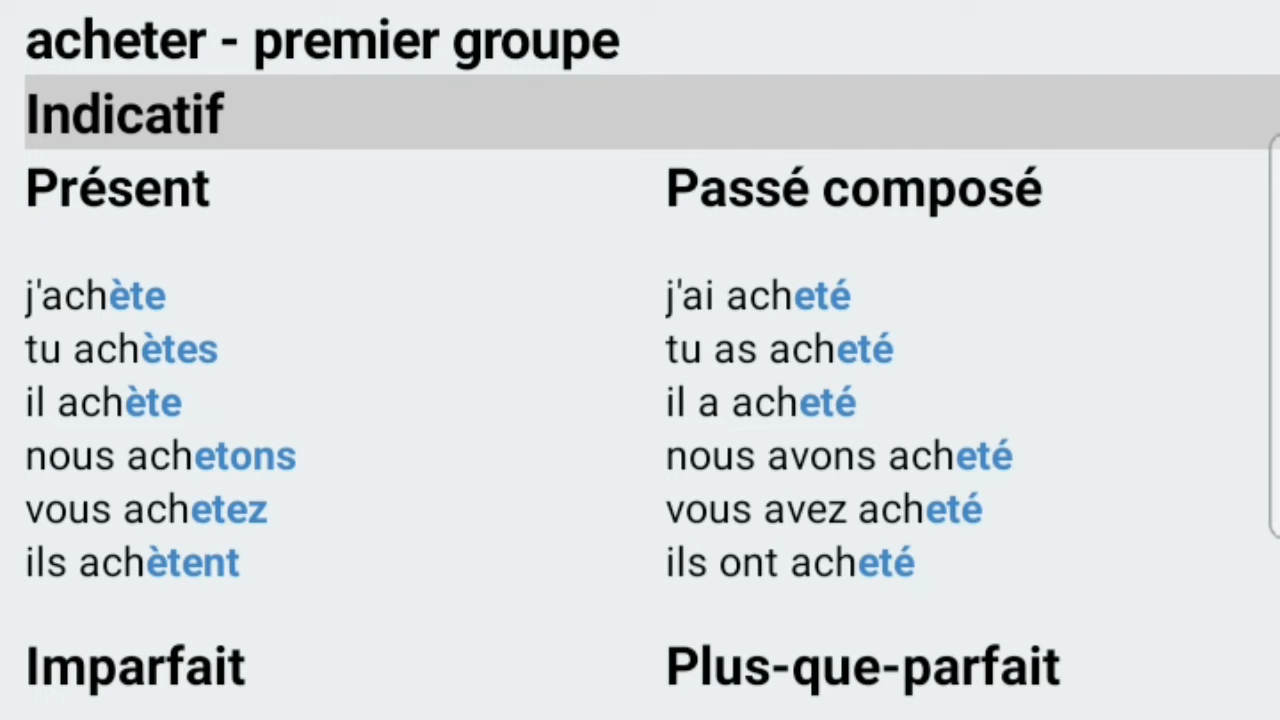 acheter - premier groupe
Indicatif
Présent
j'achète
tu achètes
il achète
nous achetons
vous achetez
ils achètent
Passé composé
j'ai acheté
tu as acheté
il a acheté
nous avons acheté
vous avez acheté
ils ont acheté
Imparfait
Plus-que-parfait